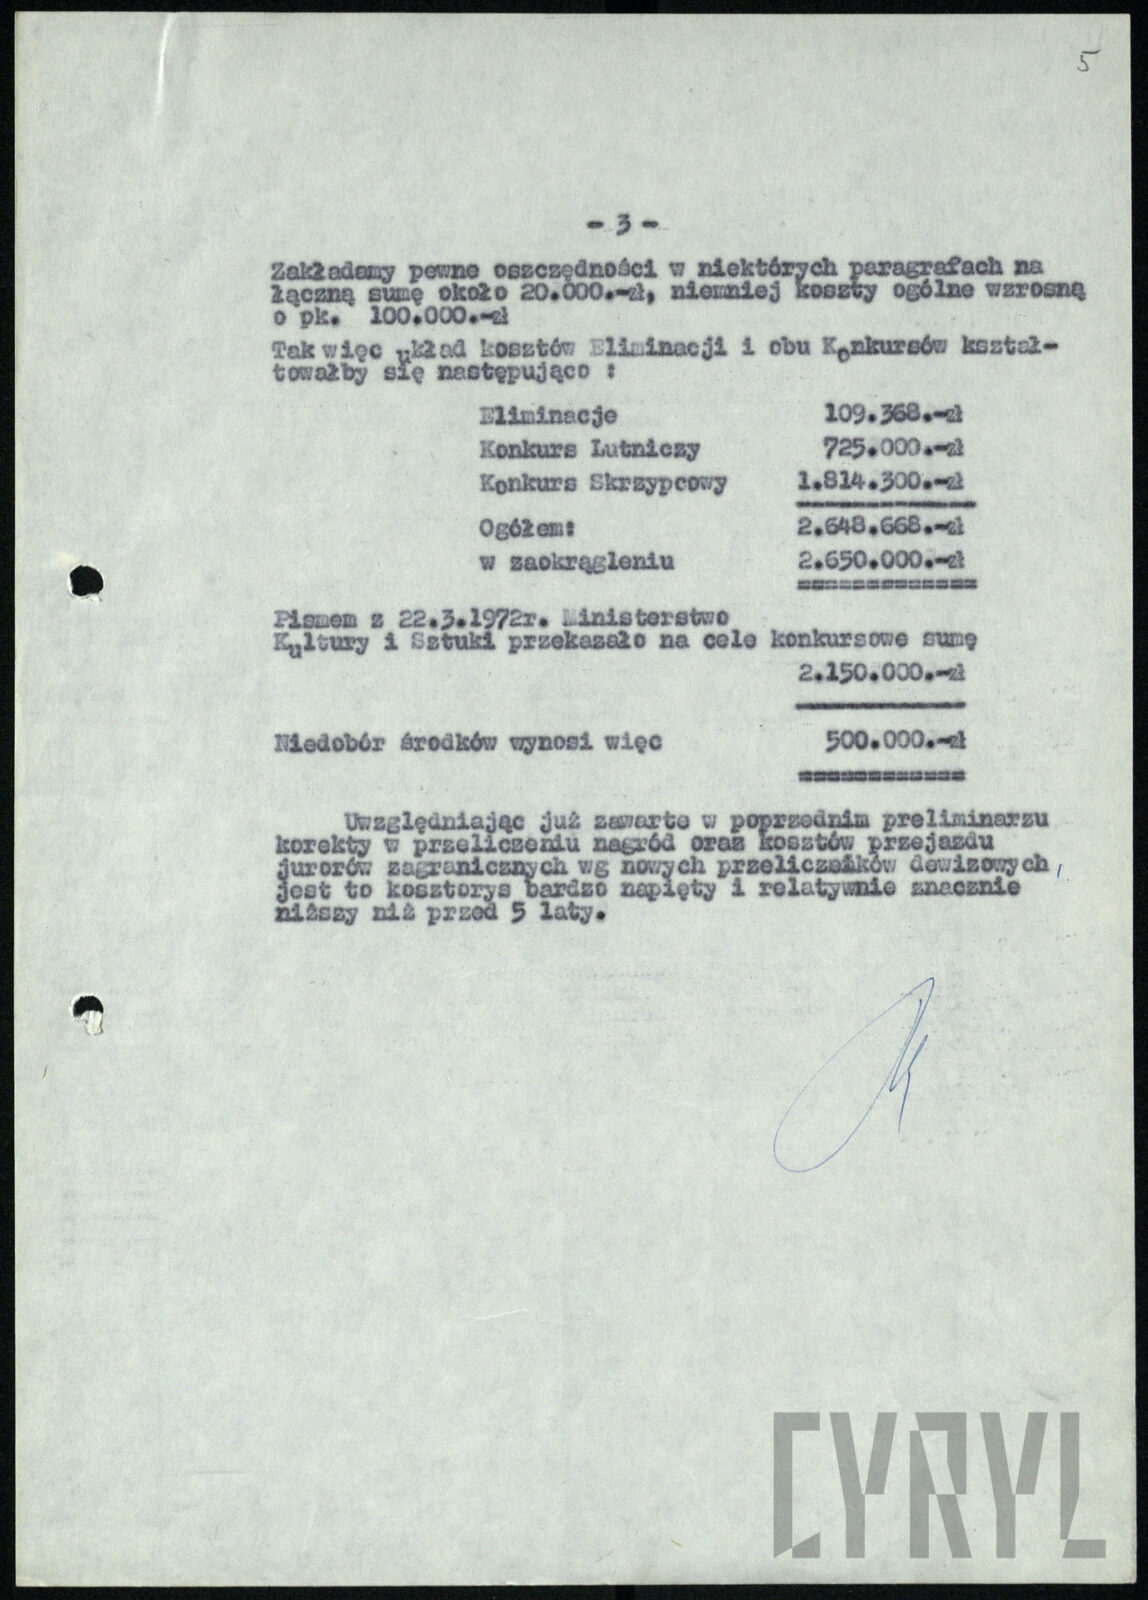 5
- 3 -
Zakładamy pewne oszczędności w niektórych paragrafach na
łączną sumę około 20.000.-zł, niemniej koszty ogólne wzrosną
o pk. 100.000.-zł
Tak więc układ kosztów Eliminacji i obu Konkursów kształ-
towałby się następująco :
Eliminacje 109.368.-zł
Konkurs Lutniczy 725.000.-zł
Konkurs Skrzypcowy 1.814.300.-zł
Ogółem: 2.648.668.-zł
w zaokrągleniu 2.650.000.-zł
=============
Pismem z 22.3.1972r. Ministerstwo
Kultury i Sztuki przekazało na cele konkursowe sumę
2.150.000.-zł
Niedobór środków wynosi więc 500.000.-zł
============
Uwzględniając już zawarte w poprzednim preliminarzu
korekty w przeliczeniu nagród oraz kosztów przejazdu
jurorów zagranicznych wg nowych przeliczników dewizowych,
jest to kosztorys bardzo napięty i relatywnie znacznie
niższy niż przed 5 laty.
CYRYL